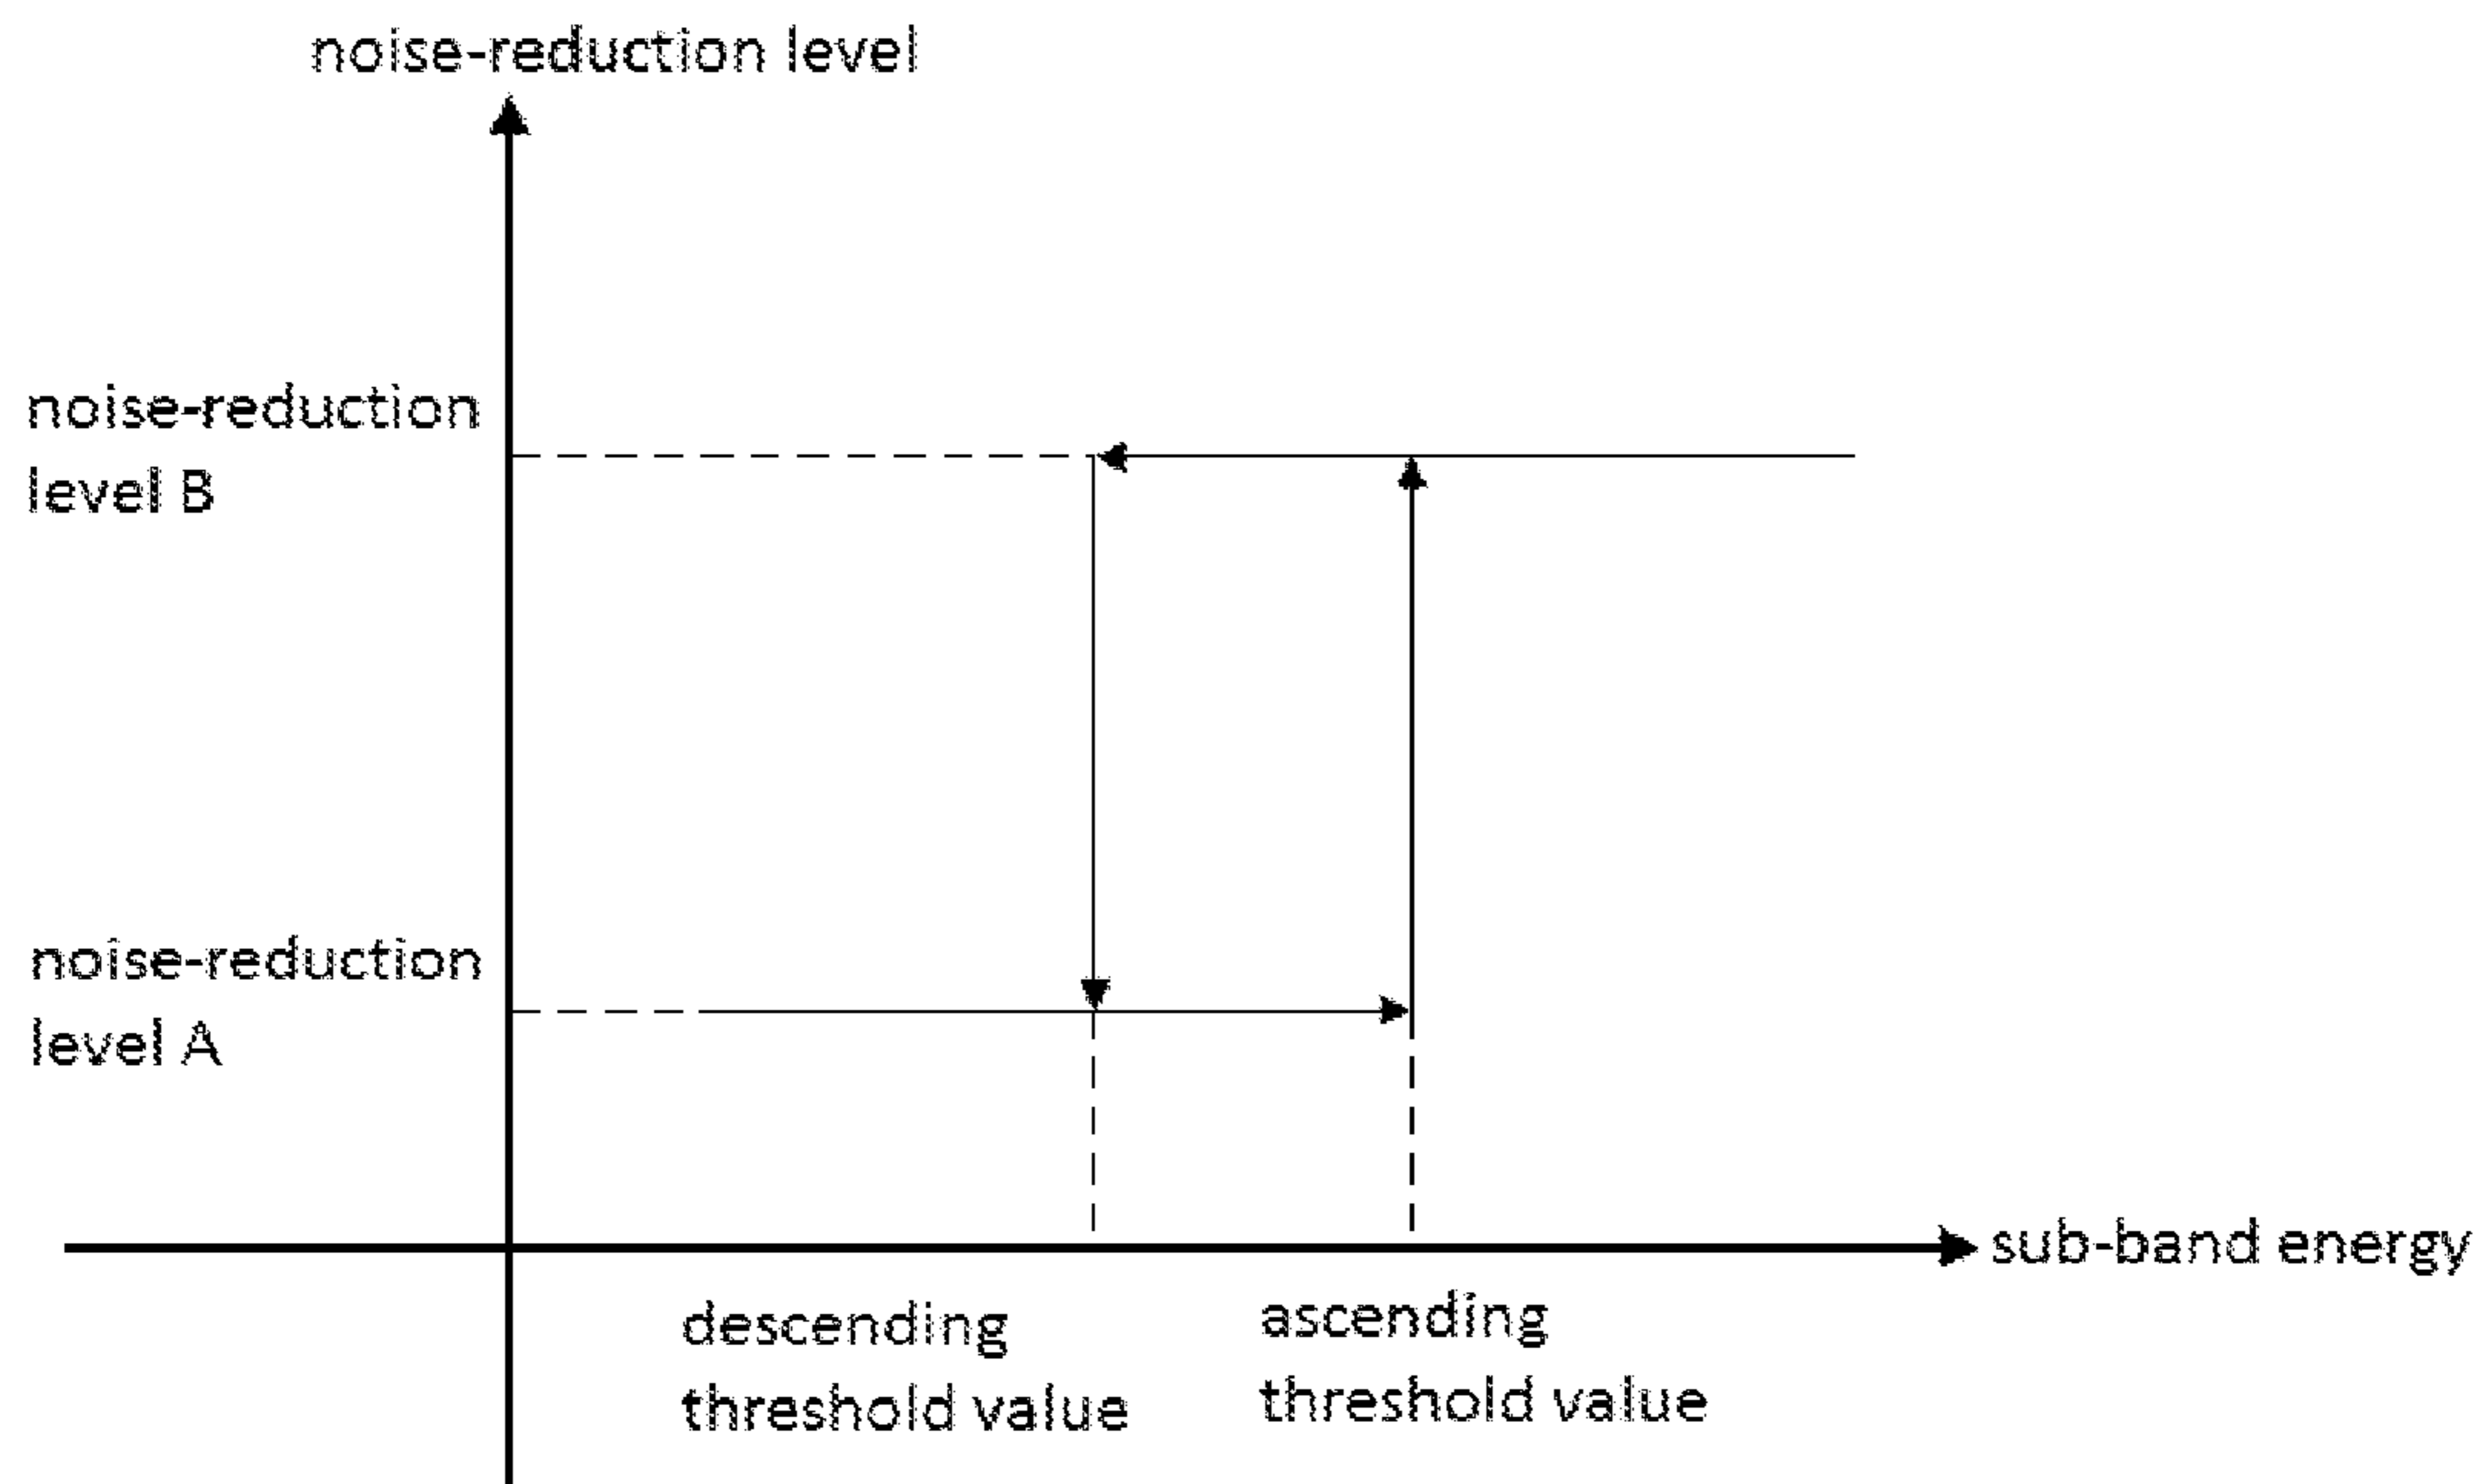 noise-reduction level
noise-reduction
level B
noise-reduction
level A
sub-band energy
descending
threshold value
ascending
threshold value